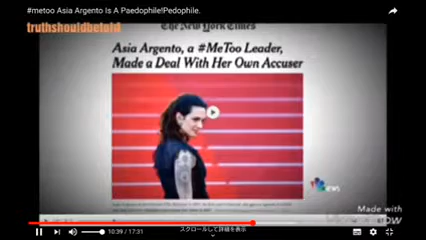 #metoo Asia Argento Is A Paedophile!Pedophile.
truthshouldbetold
The New York Times
Asia Argento, a #MeToo Leader,
Made a Deal With Her Own Accuser
NEWS
Made with
10:39 / 17:31
スクロールして詳細を表示